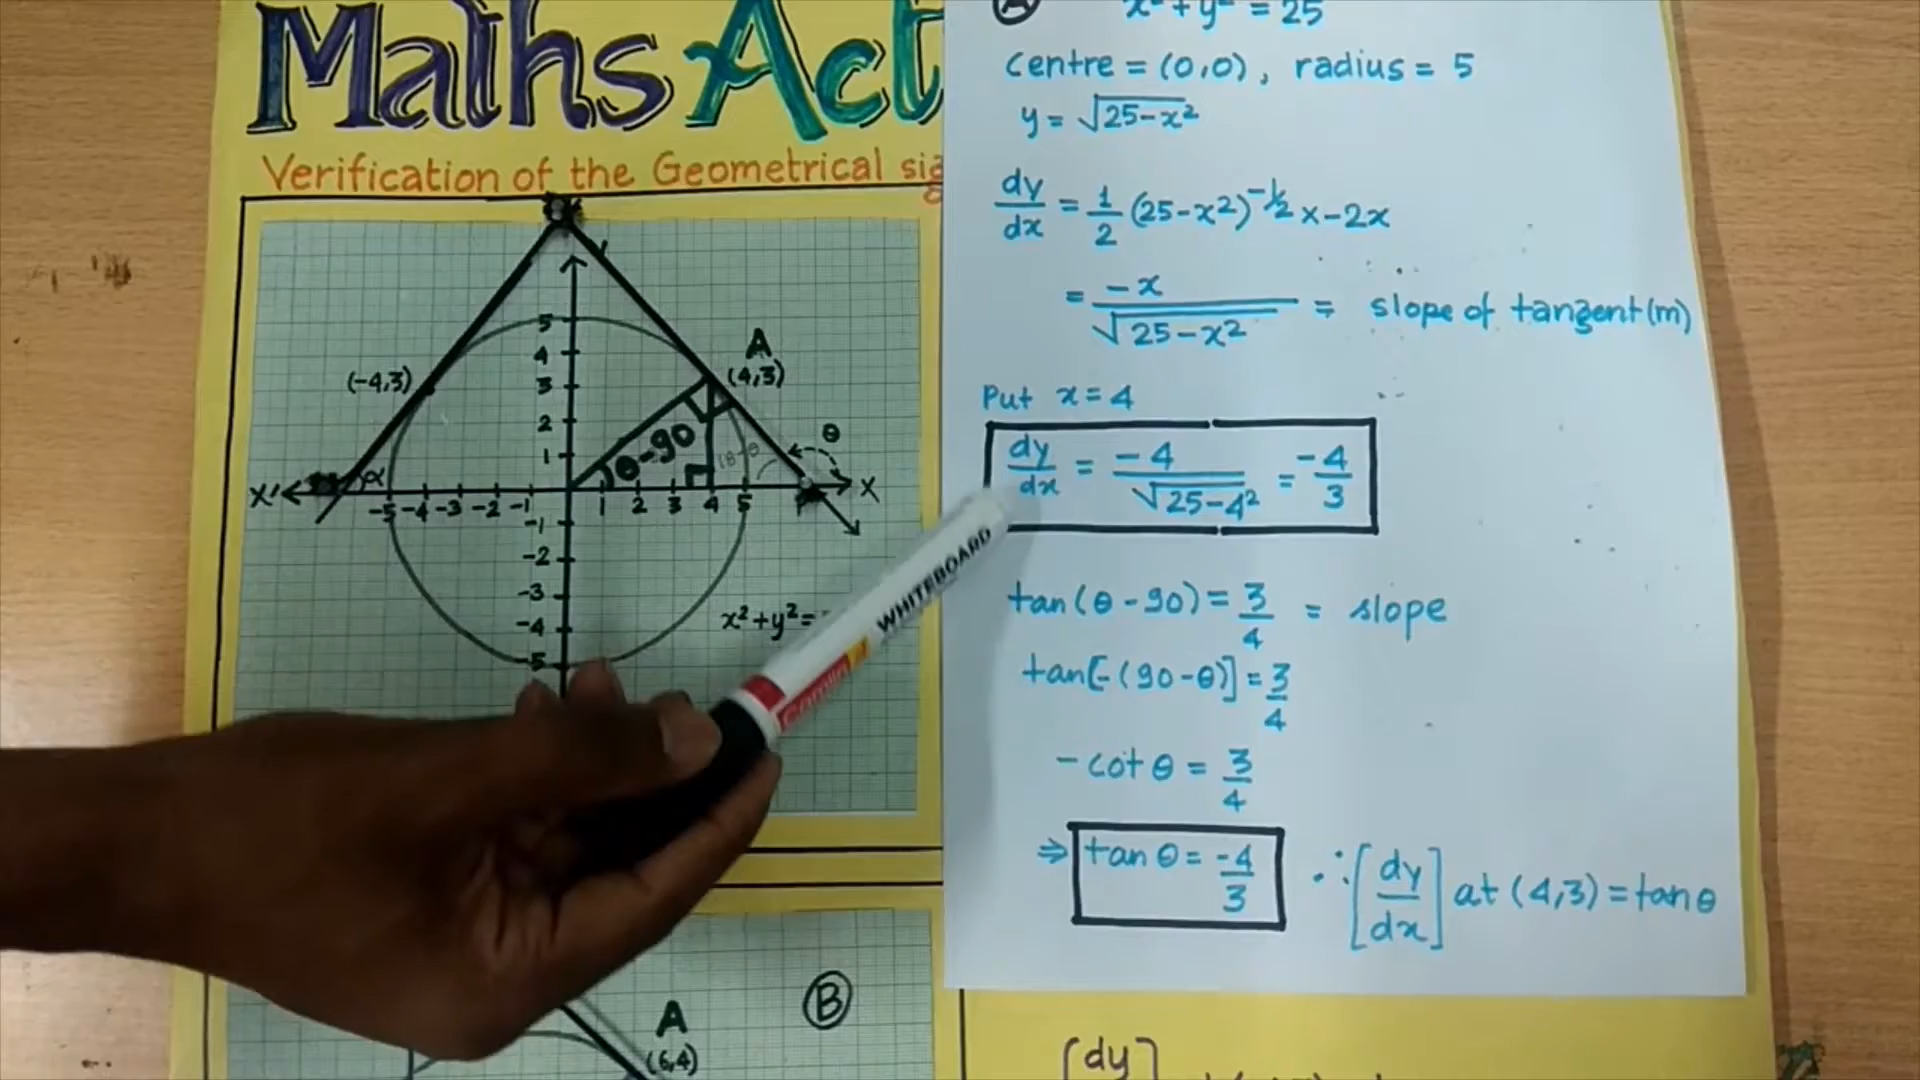 Maths Act
Verification of the Geometrical sig
Y
5
4
3
2
1
-1
-2
-3
-4
-5
A
(4,3)
(-4,3)
θ-90
θ
α
X'
X
-5 -4 -3 -2 -1
1 2 3 4 5
x²+y²=
WHITEBOARD
Camlin
A
(6,4)
B
A
x²+y²=25
centre = (0,0), radius = 5
y = √25-x²
dy/dx = 1/2 (25-x²)^-1/2 x -2x
= -x/√25-x² = slope of tangent(m)
Put x = 4
dy/dx = -4/√25-4² = -4/3
tan(θ-90) = 3/4 = slope
tan[-(90-θ)] = 3/4
-cot θ = 3/4
⇒ tan θ = -4/3 ∴ [dy/dx] at (4,3) = tan θ
[dy